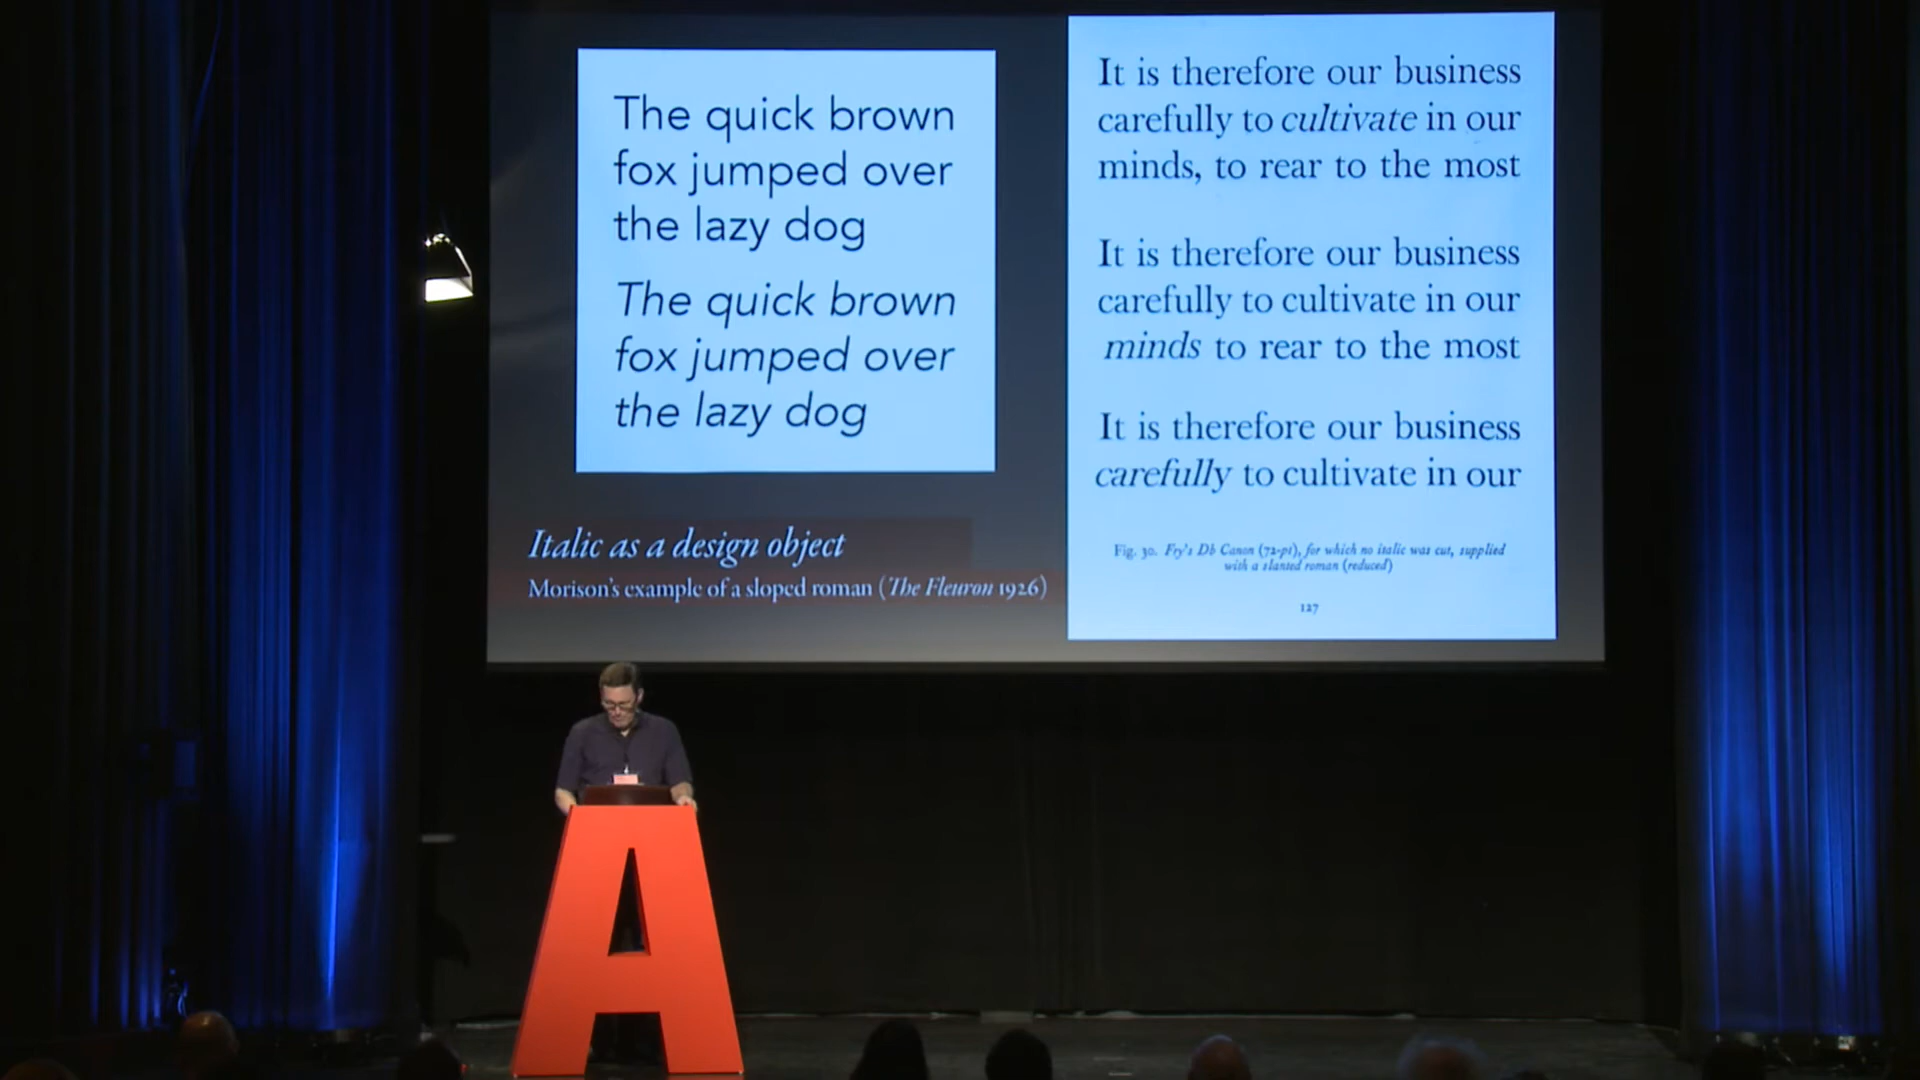 The quick brown
fox jumped over
the lazy dog
The quick brown
fox jumped over
the lazy dog
Italic as a design object
Morison's example of a sloped roman (The Fleuron 1926)
It is therefore our business
carefully to cultivate in our
minds, to rear to the most
It is therefore our business
carefully to cultivate in our
minds to rear to the most
It is therefore our business
carefully to cultivate in our
Fig. 30. Fry's Db Canon (72-pt), for which no italic was cut, supplied
with a slanted roman (reduced)
127
A